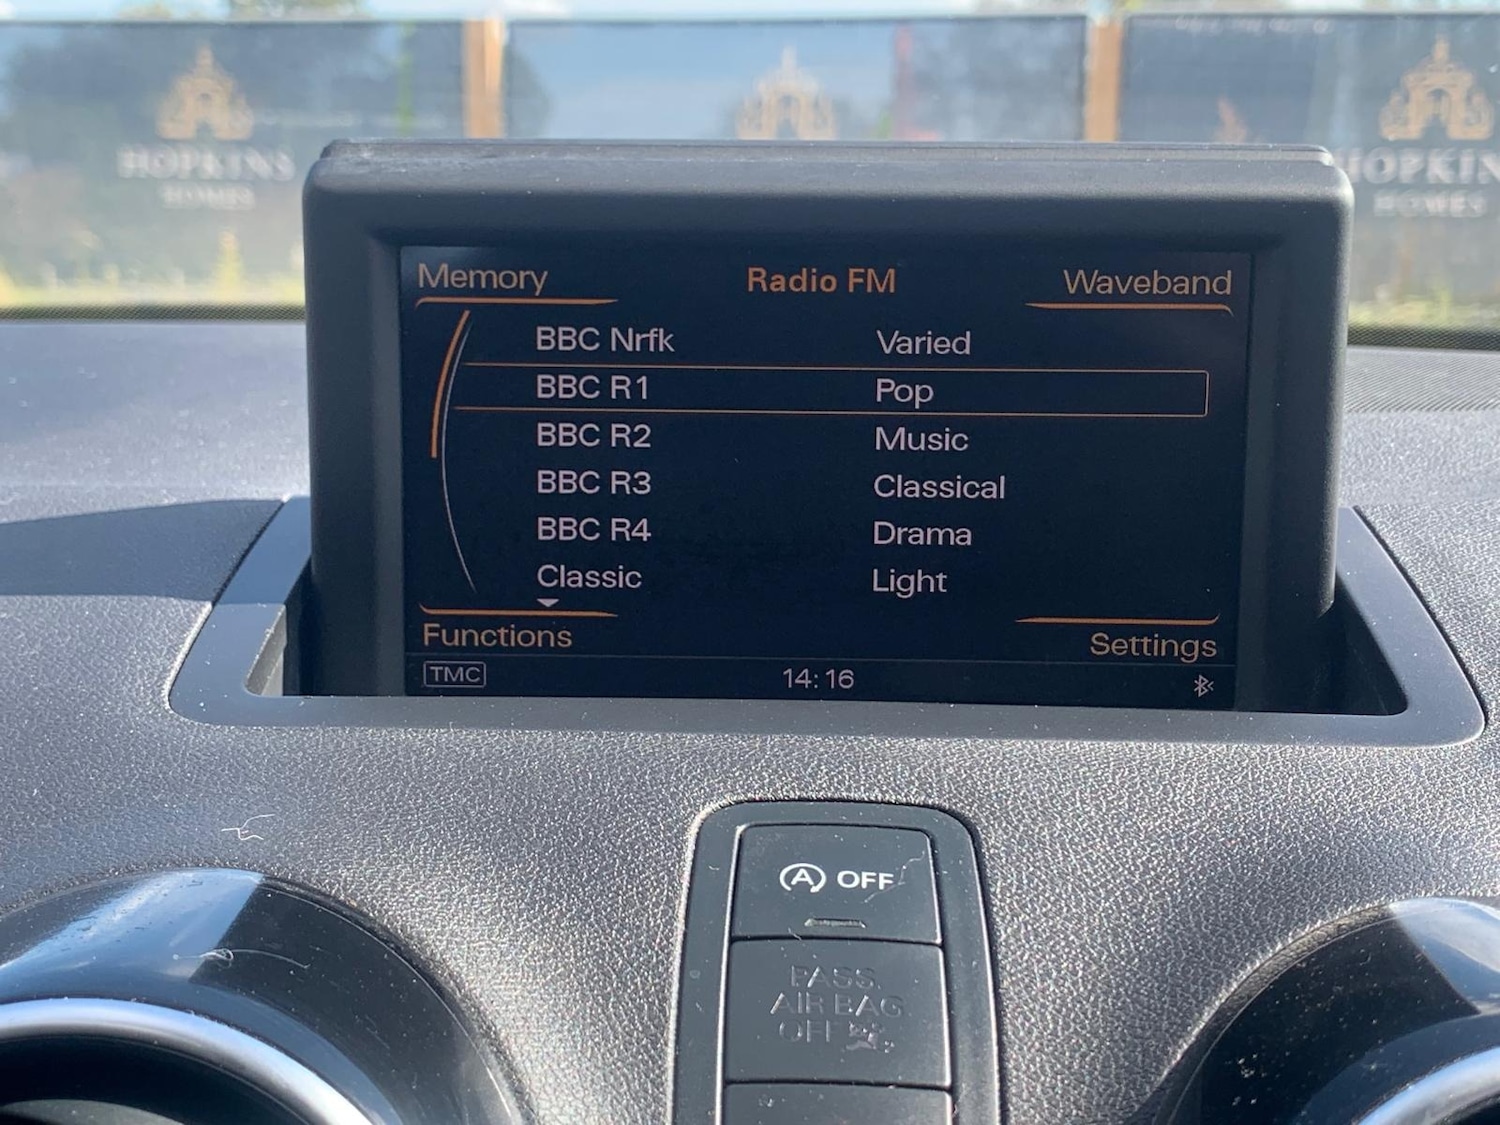 HOPKINS
HOMES
HOPKINS
HOMES
Memory Radio FM Waveband
BBC Nrfk Varied
BBC R1 Pop
BBC R2 Music
BBC R3 Classical
BBC R4 Drama
Classic Light
Functions Settings
TMC 14:16
A OFF
PASS.
AIR BAG
OFF